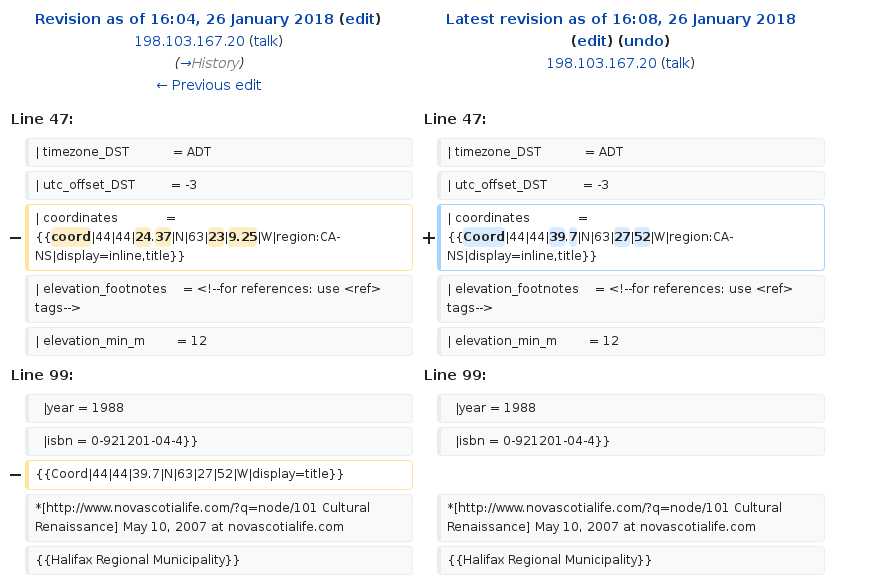 Revision as of 16:04, 26 January 2018 (edit)
198.103.167.20 (talk)
(→History)
← Previous edit
Latest revision as of 16:08, 26 January 2018
(edit) (undo)
198.103.167.20 (talk)
Line 47:
Line 47:
| timezone_DST = ADT
| timezone_DST = ADT
| utc_offset_DST = -3
| utc_offset_DST = -3
− | coordinates =
{{coord|44|44|24.37|N|63|23|9.25|W|region:CA-
NS|display=inline,title}}
+ | coordinates =
{{Coord|44|44|39.7|N|63|27|52|W|region:CA-
NS|display=inline,title}}
| elevation_footnotes = <!--for references: use <ref>
tags-->
| elevation_footnotes = <!--for references: use <ref>
tags-->
| elevation_min_m = 12
| elevation_min_m = 12
Line 99:
Line 99:
|year = 1988
|year = 1988
|isbn = 0-921201-04-4}}
|isbn = 0-921201-04-4}}
− {{Coord|44|44|39.7|N|63|27|52|W|display=title}}
*[http://www.novascotialife.com/?q=node/101 Cultural
Renaissance] May 10, 2007 at novascotialife.com
*[http://www.novascotialife.com/?q=node/101 Cultural
Renaissance] May 10, 2007 at novascotialife.com
{{Halifax Regional Municipality}}
{{Halifax Regional Municipality}}